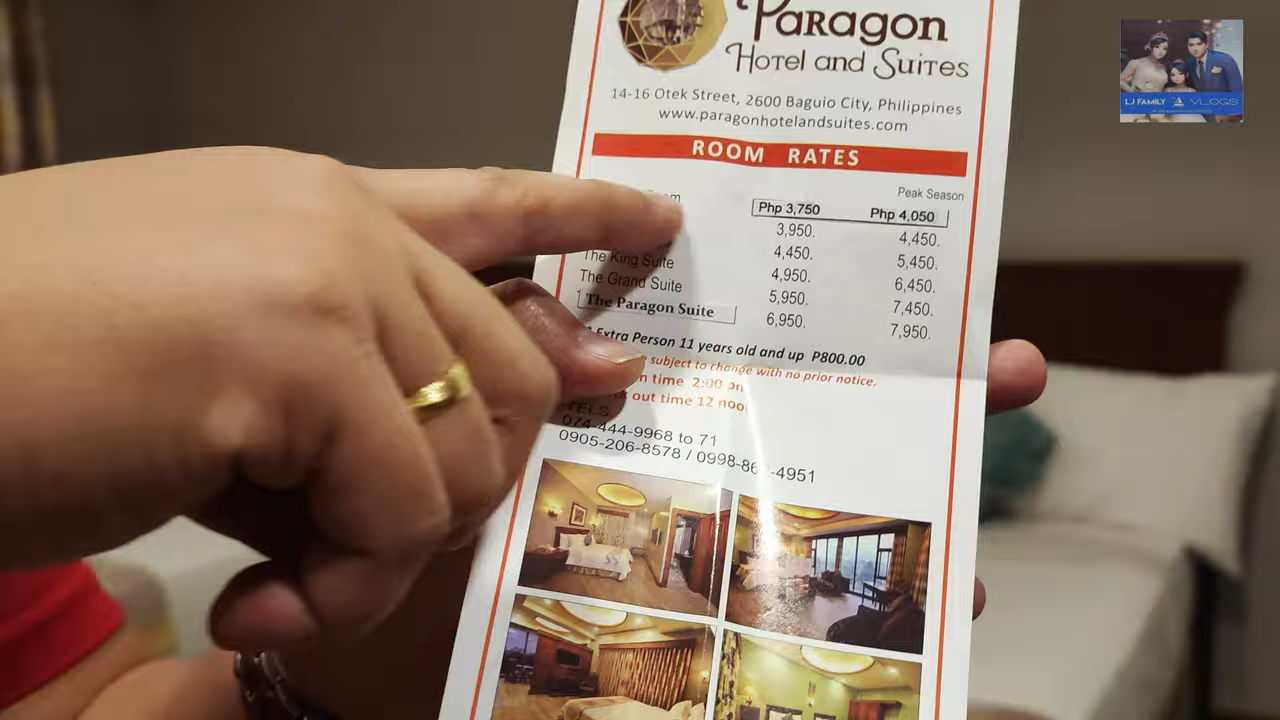 Paragon
Hotel and Suites
14-16 Otek Street, 2600 Baguio City, Philippines
www.paragonhotelandsuites.com
ROOM RATES
Peak Season
Php 3,750 Php 4,050
3,950. 4,450.
4,450. 5,450.
The King Suite 4,950. 6,450.
The Grand Suite 5,950. 7,450.
The Paragon Suite 6,950. 7,950.
Extra Person 11 years old and up P800.00
subject to change with no prior notice.
time 2:00
out time 12
TELS.
074-444-9968 to 71
0905-206-8578 /
LJ FAMILY VLOGS